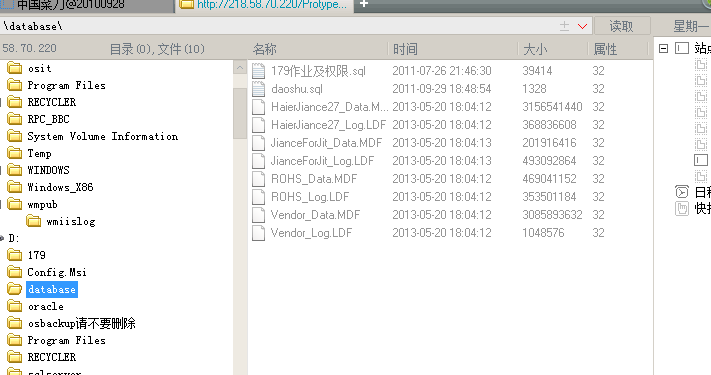 中国菜刀@20100928 http://218.58.70.220/Protype...
\database\ 读取 星期一
58.70.220 目录(0),文件(10) 名称 时间 大小 属性
osit
Program Files
RECYCLER
RPC_BBC
System Volume Information
Temp
WINDOWS
Windows_X86
wmpub
wmiislog
D:
179
Config.Msi
database
oracle
osbackup请不要删除
Program Files
RECYCLER
sqlserver
179作业及权限.sql 2011-07-26 21:46:30 39414 32
daoshu.sql 2011-09-29 18:48:54 1328 32
HaierJiance27_Data.M... 2013-05-20 18:04:12 3156541440 32
HaierJiance27_Log.LDF 2013-05-20 18:04:12 368836608 32
JianceForJit_Data.MDF 2013-05-20 18:04:13 201916416 32
JianceForJit_Log.LDF 2013-05-20 18:04:13 493092864 32
ROHS_Data.MDF 2013-05-20 18:04:12 469041152 32
ROHS_Log.LDF 2013-05-20 18:04:12 353501184 32
Vendor_Data.MDF 2013-05-20 18:04:12 3085893632 32
Vendor_Log.LDF 2013-05-20 18:04:12 1048576 32
站点
日程
快捷